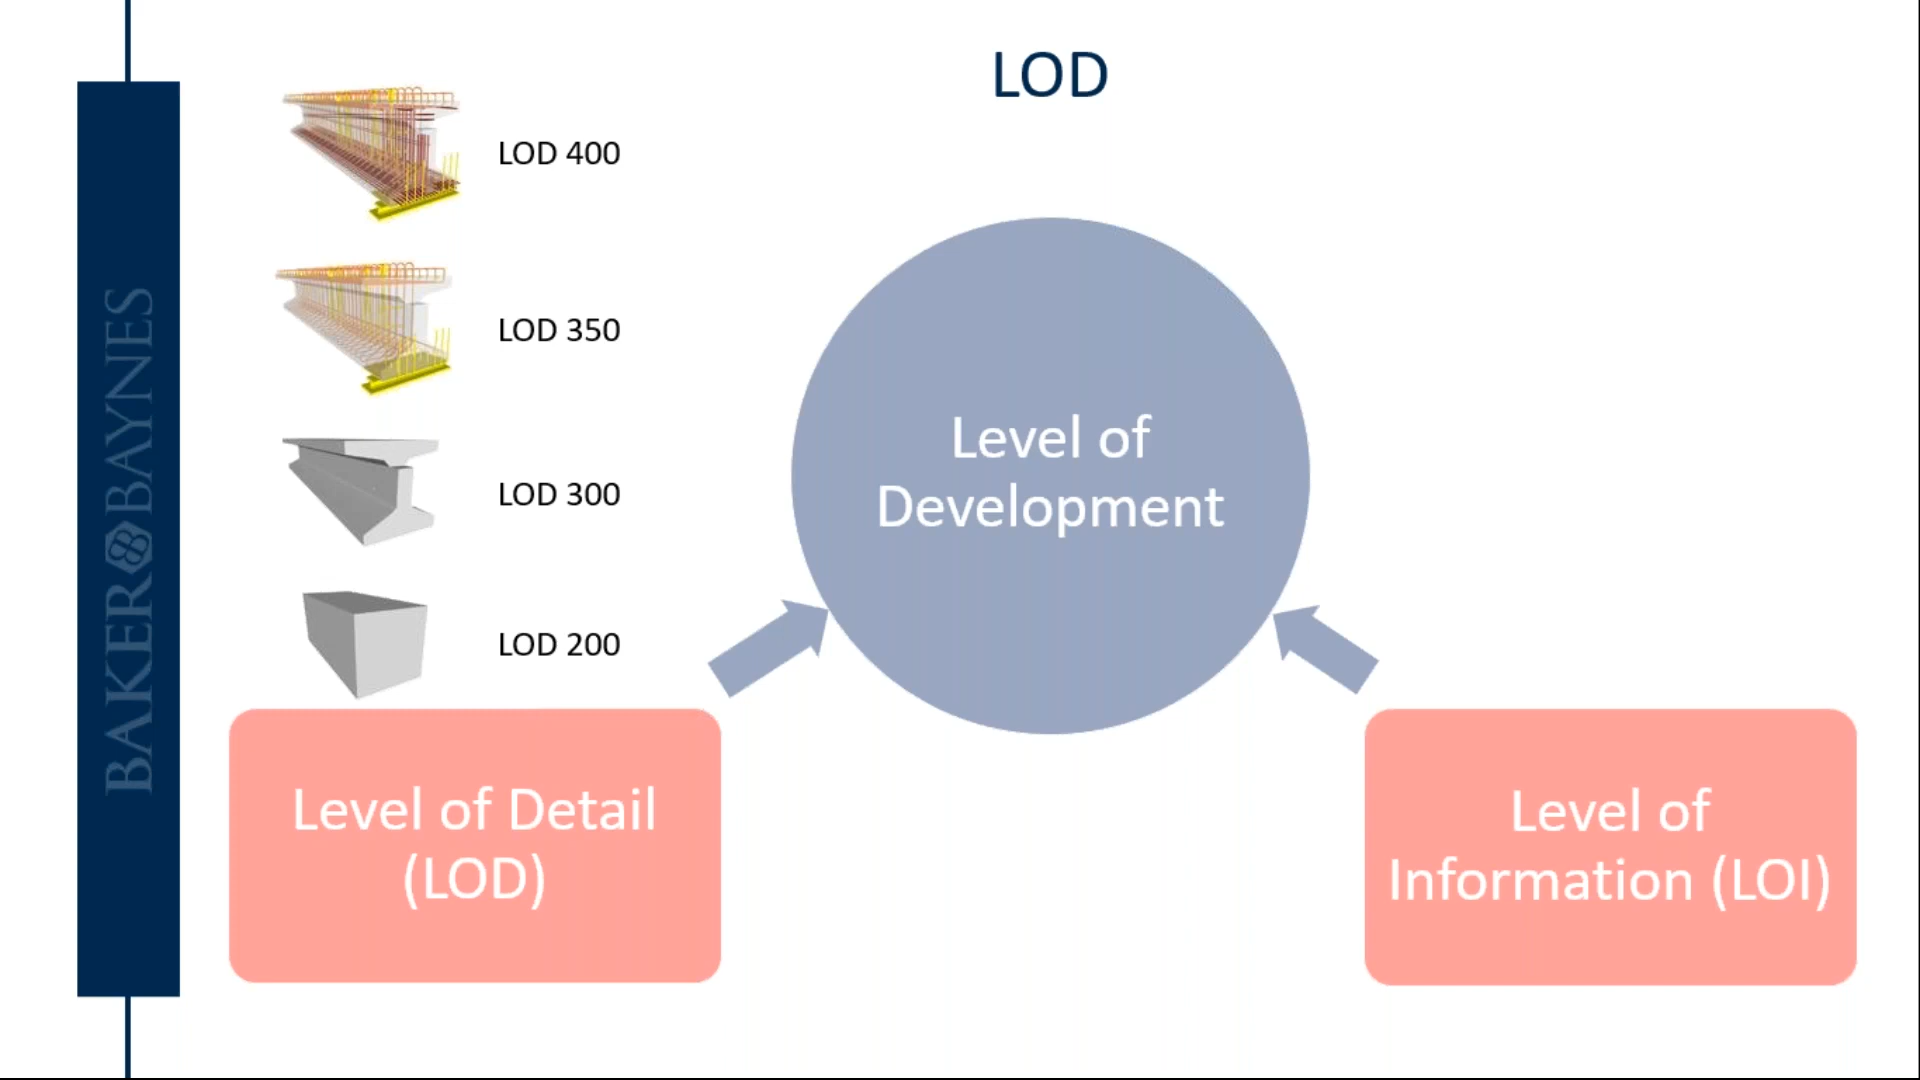 LOD
LOD 400
LOD 350
LOD 300
LOD 200
Level of
Development
Level of Detail
(LOD)
Level of
Information (LOI)
BAKER BAYNES